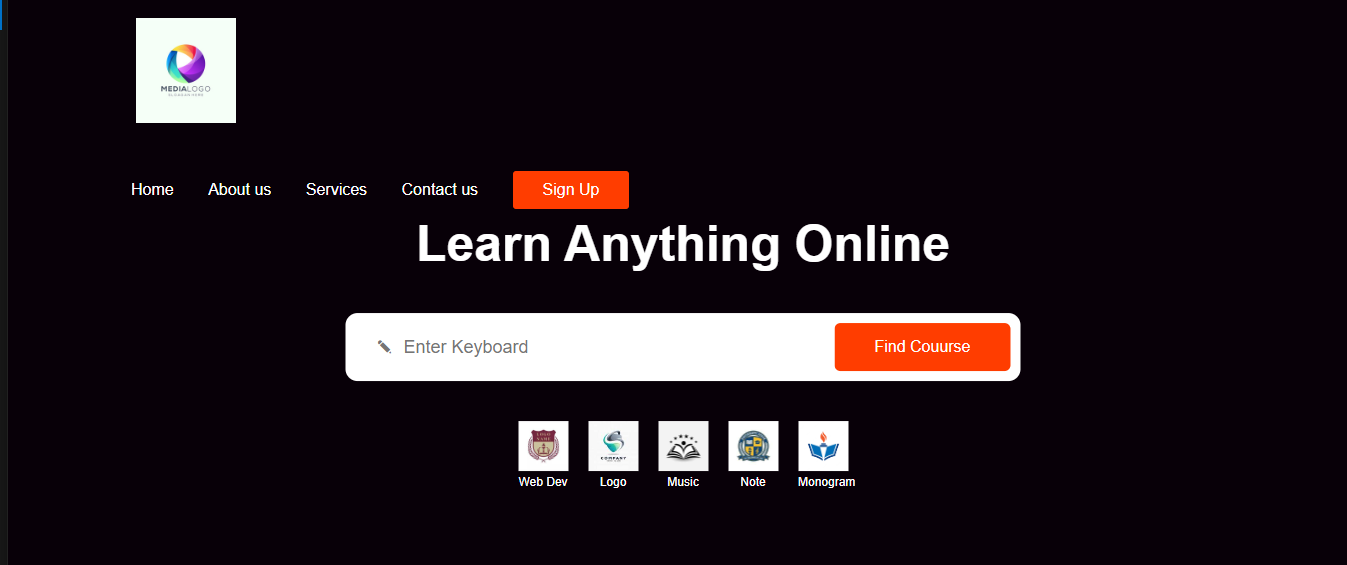 MEDIALOGO
Home About us Services Contact us Sign Up
Learn Anything Online
Enter Keyboard Find Couurse
COMPANY
Web Dev Logo Music Note Monogram